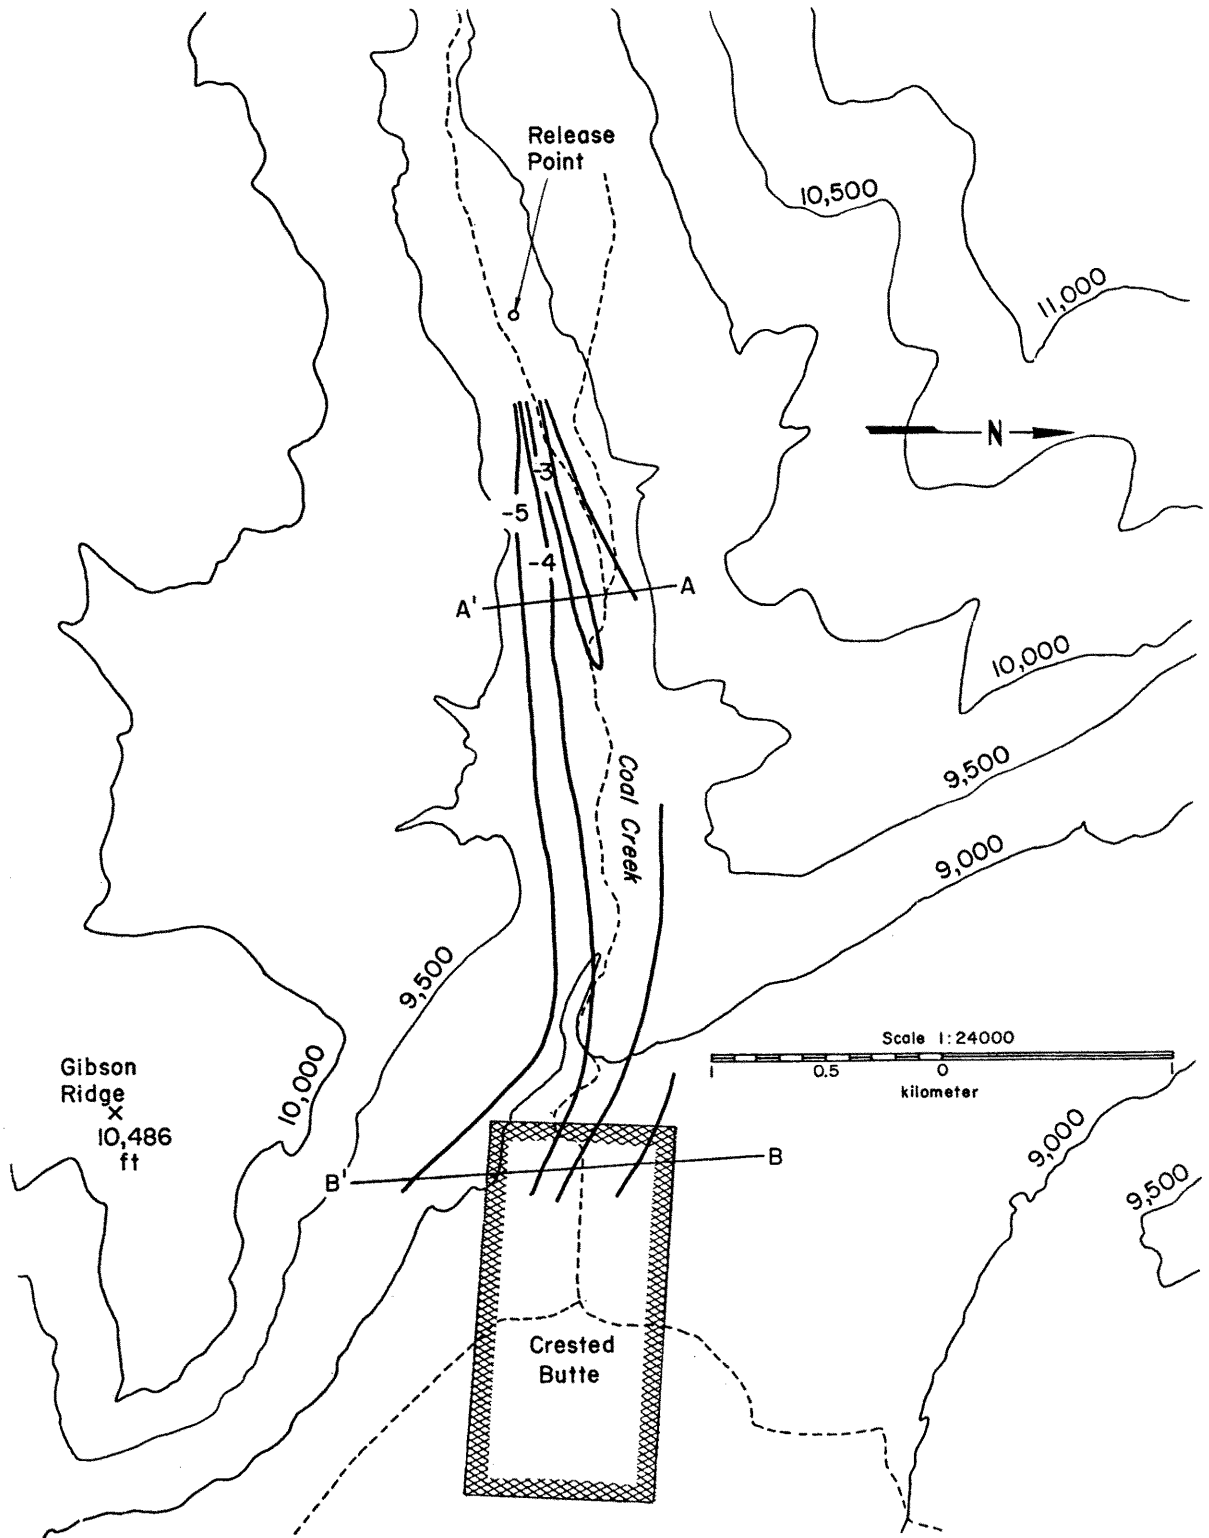 Release
Point
10,500
11,000
N
-3
-5
-4
A' A
10,000
Coal Creek
9,500
9,000
9,500
Scale 1:24000
1 0.5 0 1
kilometer
Gibson
Ridge
×
10,486
ft
10,000
9,000
B' B
9,500
Crested
Butte